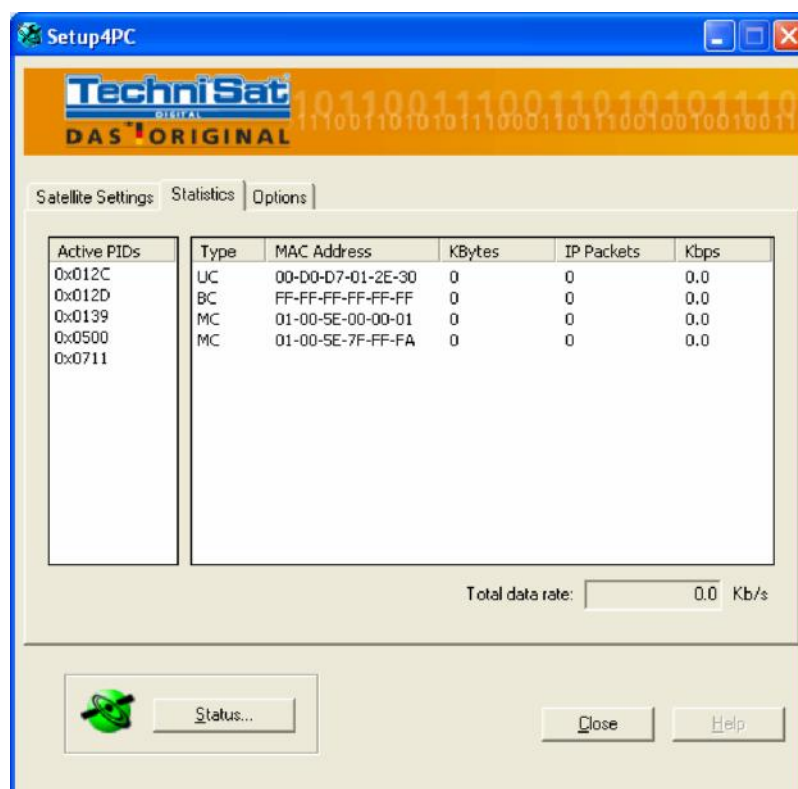 Setup4PC
TechniSat
DIGITAL
DAS ORIGINAL
Satellite Settings Statistics Options
Active PIDs
0x012C
0x012D
0x0139
0x0500
0x0711
Type MAC Address KBytes IP Packets Kbps
UC 00-D0-D7-01-2E-30 0 0 0.0
BC FF-FF-FF-FF-FF-FF 0 0 0.0
MC 01-00-5E-00-00-01 0 0 0.0
MC 01-00-5E-7F-FF-FA 0 0 0.0
Total data rate: 0.0 Kb/s
Status...
Close Help